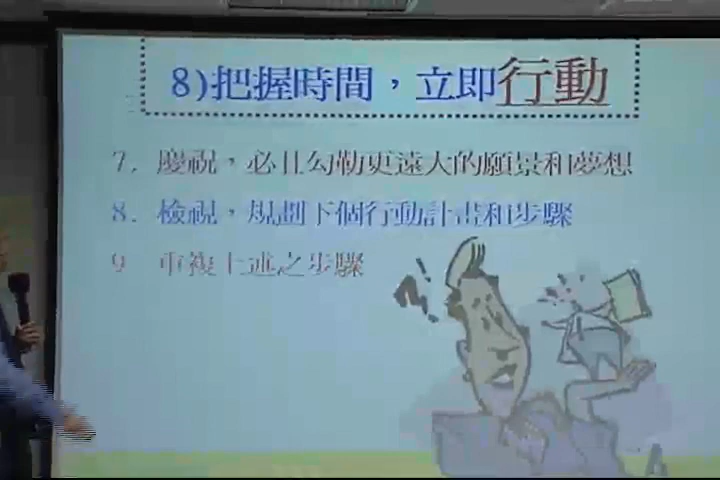 8)把握時間，立即行動
7. 慶祝，必且勾勒更遠大的願景和夢想
8. 檢視，規劃下個行動計畫和步驟
9 重複上述之步驟